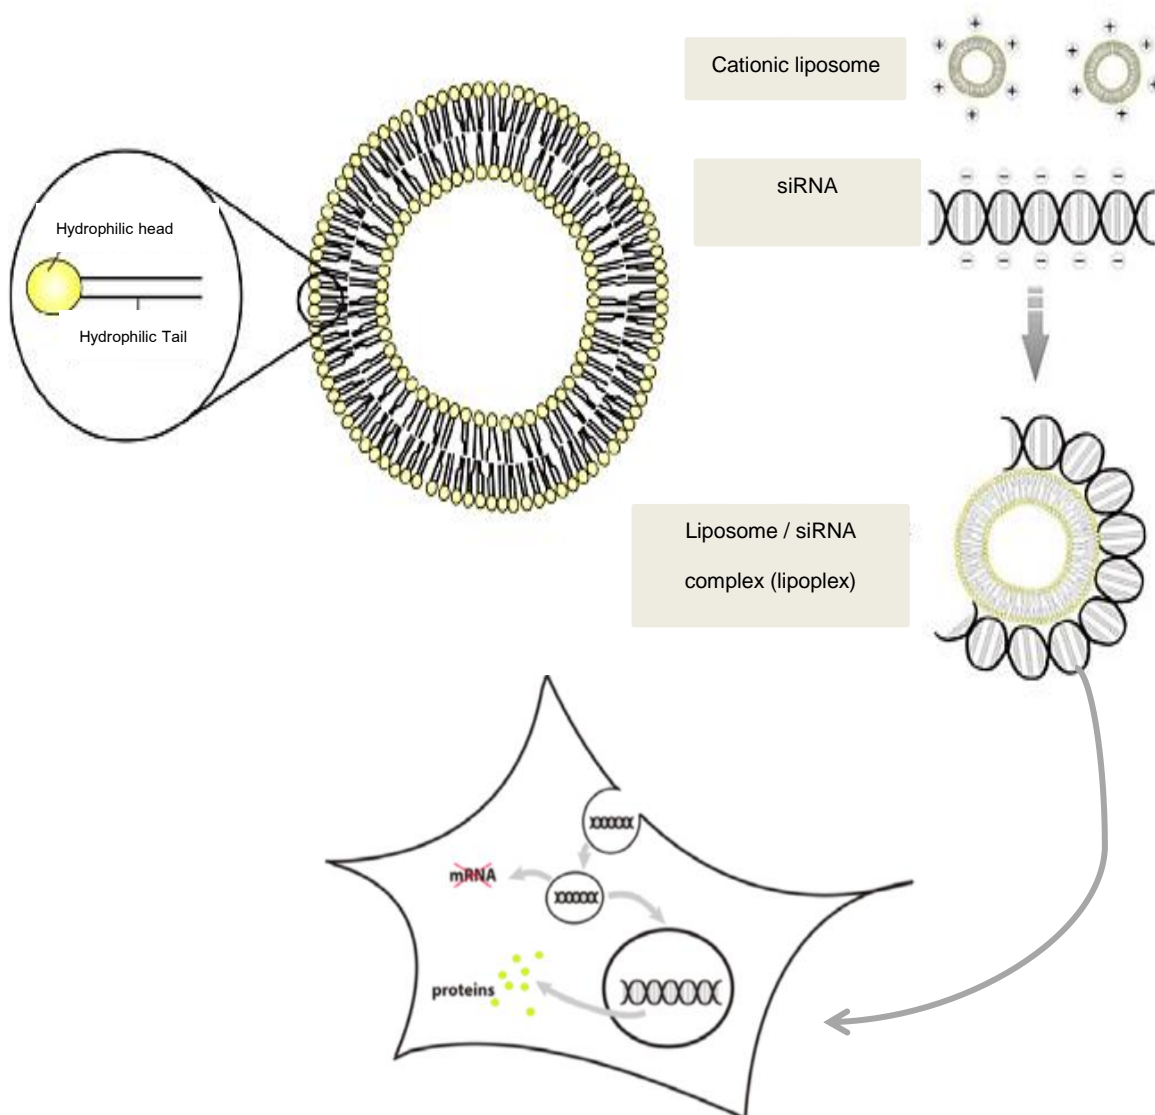 Cationic liposome
siRNA
Hydrophilic head
Hydrophilic Tail
Liposome / siRNA
complex (lipoplex)
mRNA
proteins